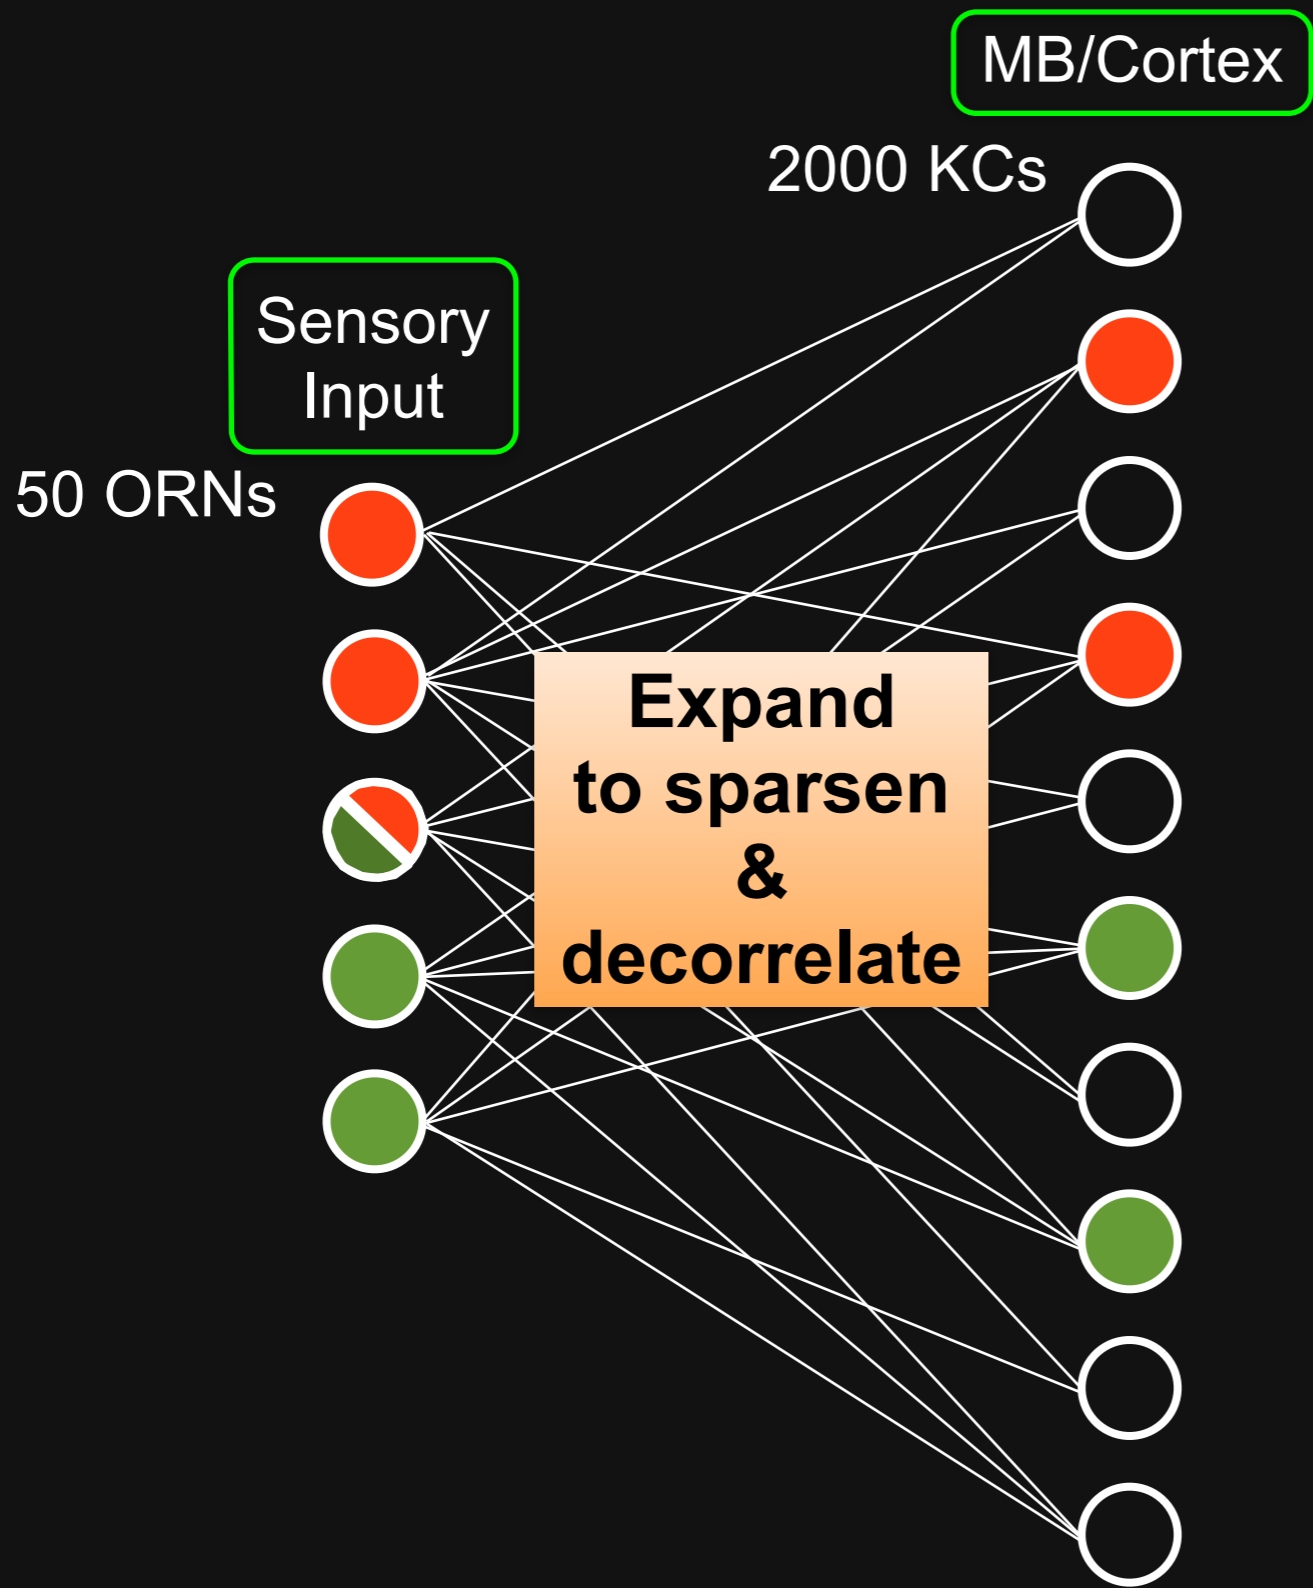 MB/Cortex
2000 KCs
Sensory
Input
50 ORNs
Expand
to sparsen
&
decorrelate